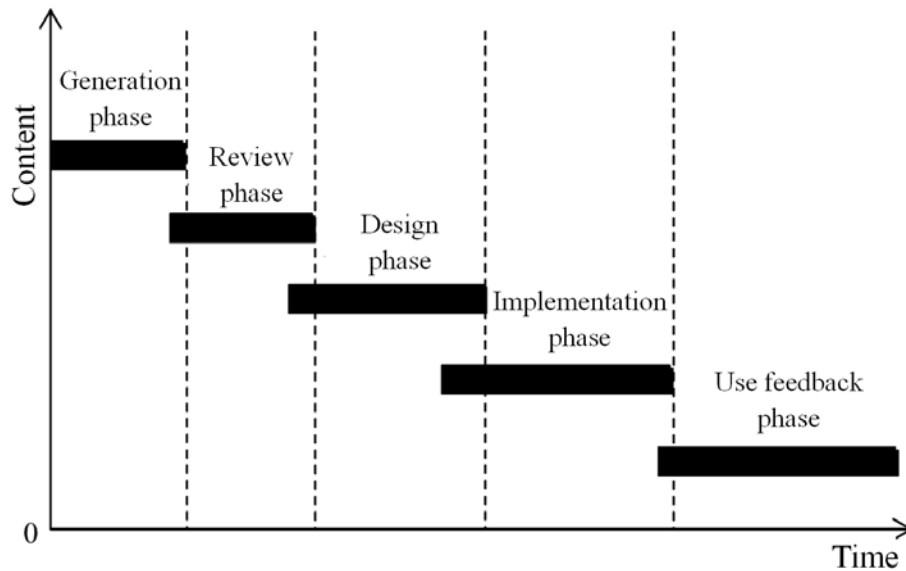 Content
Generation
phase
Review
phase
Design
phase
Implementation
phase
Use feedback
phase
0
Time